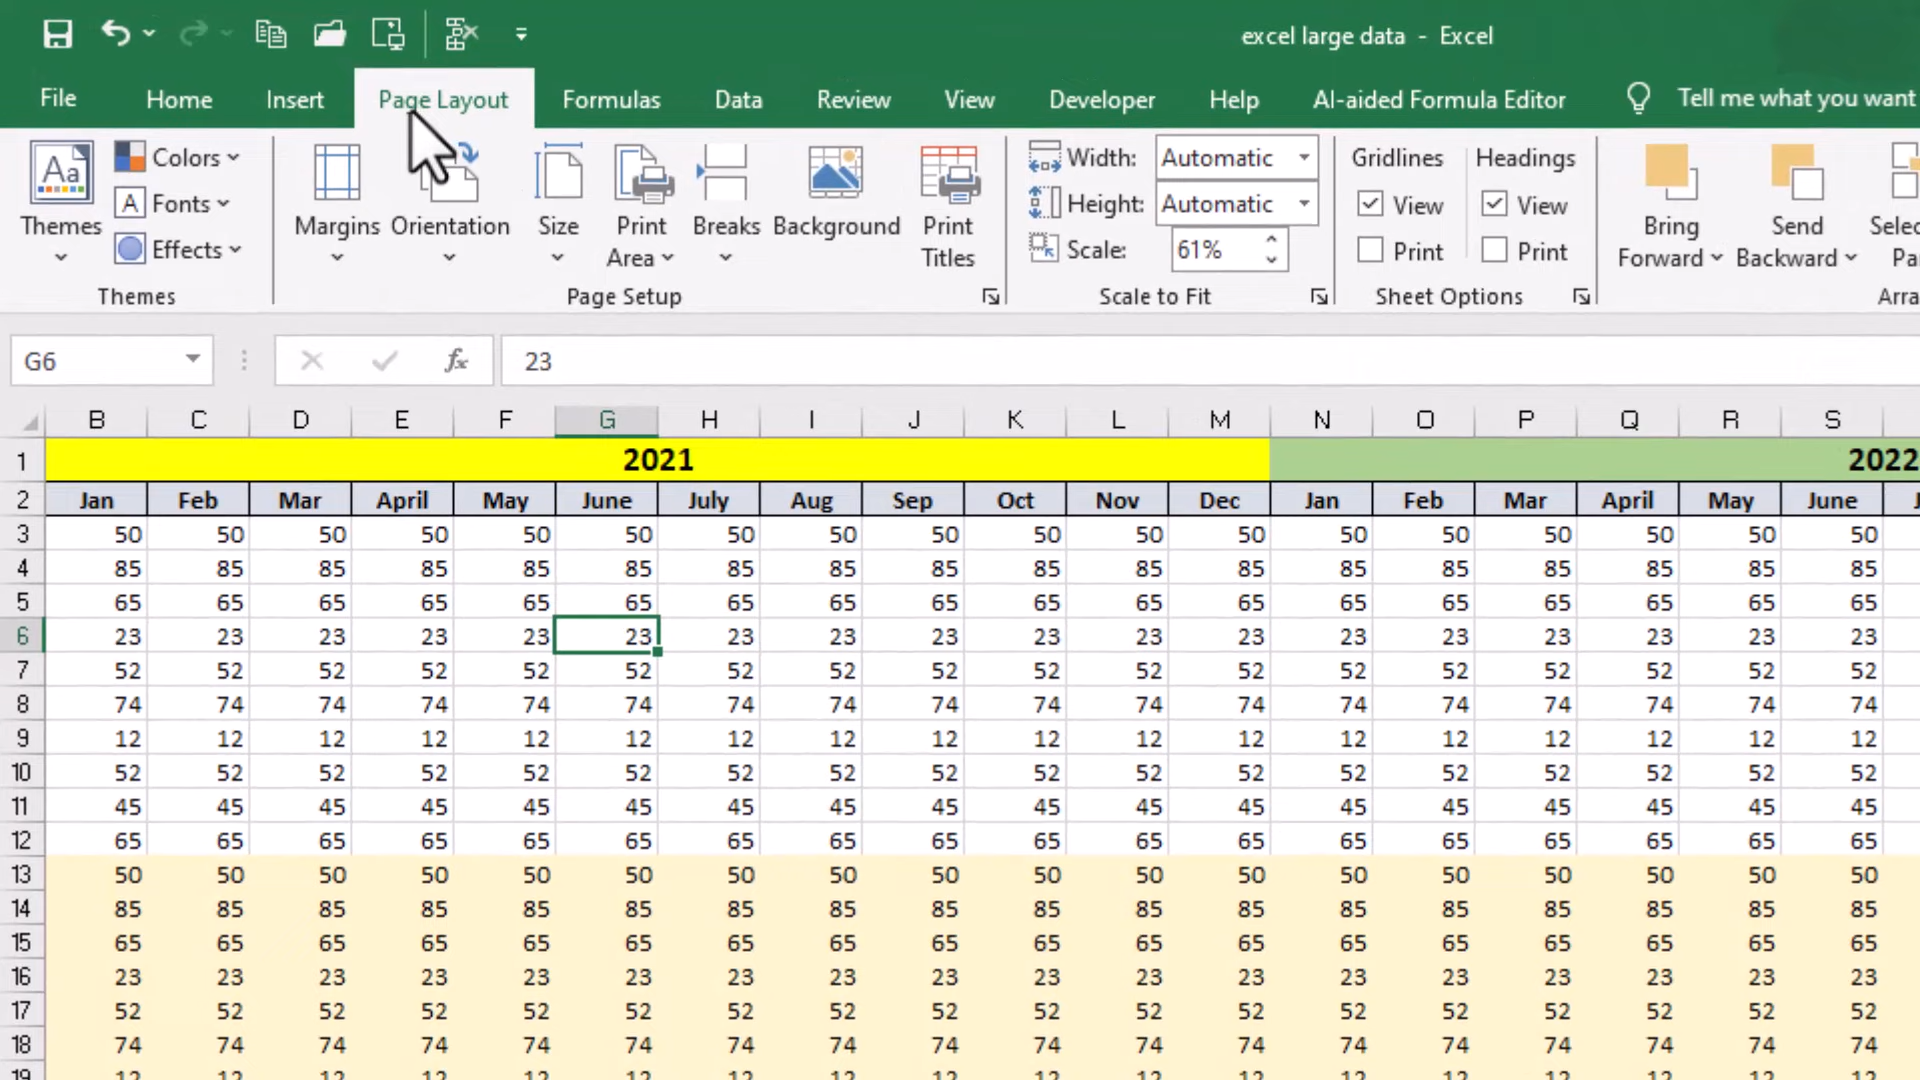 excel large data - Excel
File Home Insert Page Layout Formulas Data Review View Developer Help AI-aided Formula Editor Tell me what you want
Aa Themes
Colors
A Fonts
Effects
Margins
Orientation
Size
Print Area
Breaks
Background
Print Titles
Width: Automatic
Height: Automatic
Scale: 61%
Gridlines
View
Print
Headings
View
Print
Bring Forward
Send Backward
Themes Page Setup Scale to Fit Sheet Options
G6 fx 23
B C D E F G H I J K L M N O P Q R S
1 2021 2022
2 Jan Feb Mar April May June July Aug Sep Oct Nov Dec Jan Feb Mar April May June
3 50 50 50 50 50 50 50 50 50 50 50 50 50 50 50 50 50 50
4 85 85 85 85 85 85 85 85 85 85 85 85 85 85 85 85 85 85
5 65 65 65 65 65 65 65 65 65 65 65 65 65 65 65 65 65 65
6 23 23 23 23 23 23 23 23 23 23 23 23 23 23 23 23 23 23
7 52 52 52 52 52 52 52 52 52 52 52 52 52 52 52 52 52 52
8 74 74 74 74 74 74 74 74 74 74 74 74 74 74 74 74 74 74
9 12 12 12 12 12 12 12 12 12 12 12 12 12 12 12 12 12 12
10 52 52 52 52 52 52 52 52 52 52 52 52 52 52 52 52 52 52
11 45 45 45 45 45 45 45 45 45 45 45 45 45 45 45 45 45 45
12 65 65 65 65 65 65 65 65 65 65 65 65 65 65 65 65 65 65
13 50 50 50 50 50 50 50 50 50 50 50 50 50 50 50 50 50 50
14 85 85 85 85 85 85 85 85 85 85 85 85 85 85 85 85 85 85
15 65 65 65 65 65 65 65 65 65 65 65 65 65 65 65 65 65 65
16 23 23 23 23 23 23 23 23 23 23 23 23 23 23 23 23 23 23
17 52 52 52 52 52 52 52 52 52 52 52 52 52 52 52 52 52 52
18 74 74 74 74 74 74 74 74 74 74 74 74 74 74 74 74 74 74